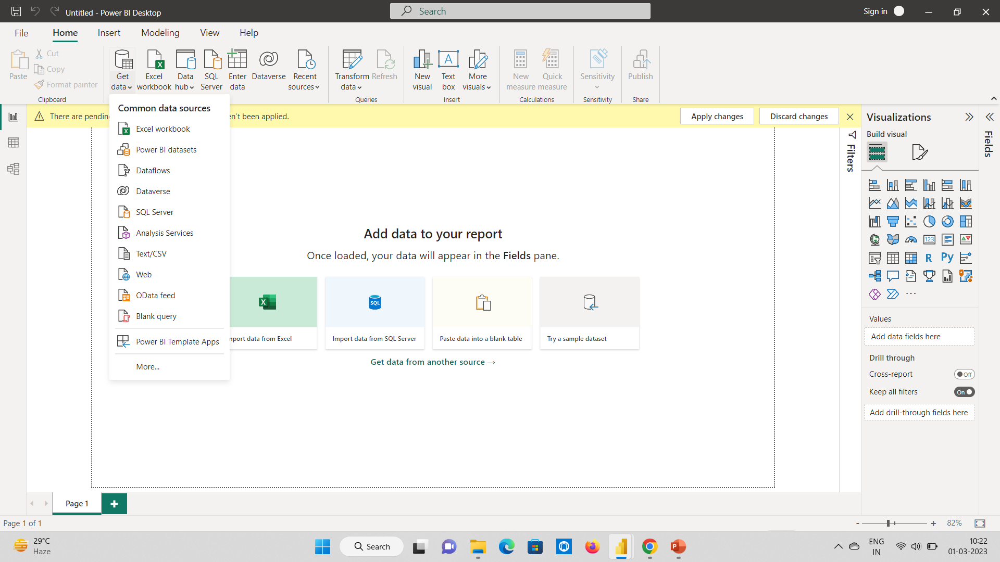 Untitled - Power BI Desktop
Search
Sign in
File
Home
Insert
Modeling
View
Help
Paste
Cut
Copy
Format painter
Clipboard
Get data
Excel workbook
Data hub
SQL Server
Enter data
Dataverse
Recent sources
Transform data
Refresh
Queries
New visual
Text box
More visuals
Insert
New measure
Quick measure
Calculations
Sensitivity
Sensitivity
Publish
Share
There are pendin
n't been applied.
Apply changes
Discard changes
Common data sources
Excel workbook
Power BI datasets
Dataflows
Dataverse
SQL Server
Analysis Services
Text/CSV
Web
OData feed
Blank query
Power BI Template Apps
More...
Add data to your report
Once loaded, your data will appear in the Fields pane.
SQL
mport data from Excel
Import data from SQL Server
Paste data into a blank table
Try a sample dataset
Get data from another source →
Filters
Visualizations
Build visual
123
R
Py
Values
Add data fields here
Drill through
Cross-report
Off
Keep all filters
On
Add drill-through fields here
Fields
Page 1
Page 1 of 1
- + 82%
29°C
Haze
Search
ENG
IN
10:22
01-03-2023